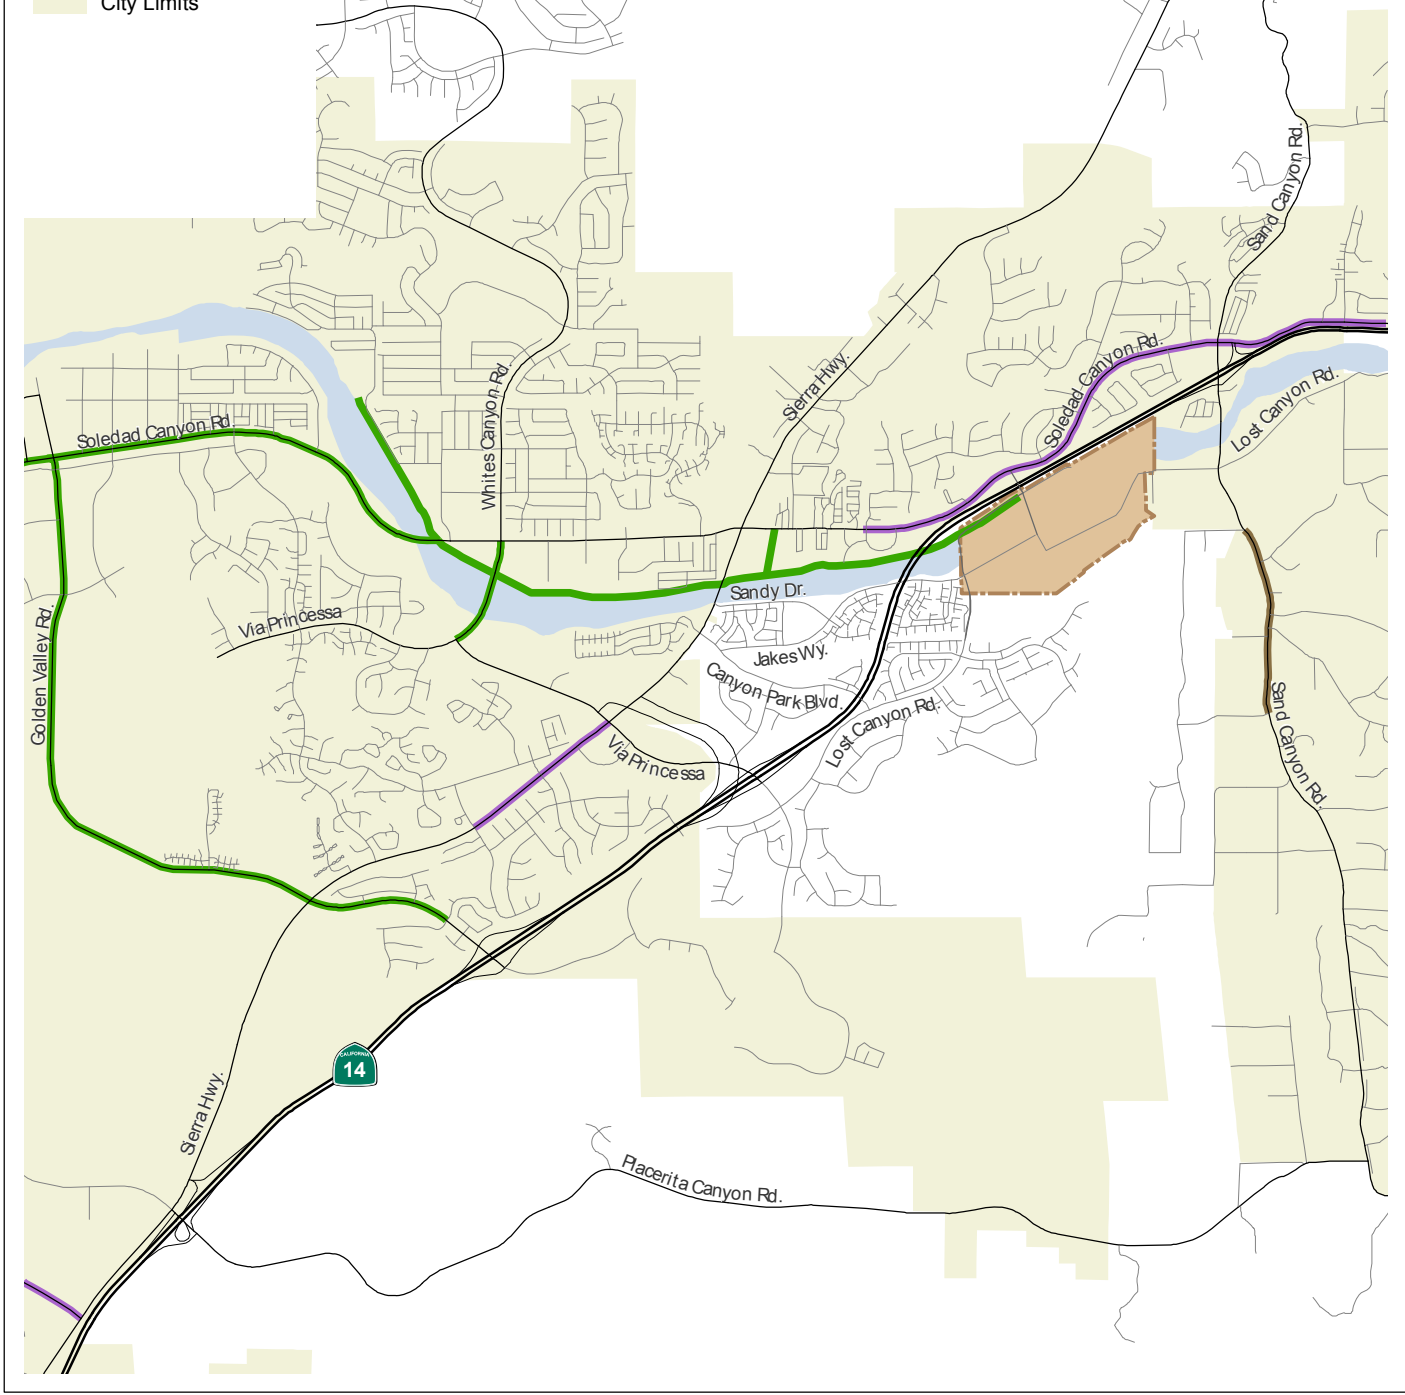 City Limits
Sand Canyon Rd.
Soledad Canyon Rd.
Sierra Hwy.
Whites Canyon Rd.
Lost Canyon Rd.
Soledad Canyon Rd.
Sandy Dr.
Via Princessa
Golden Valley Rd.
Jakes Wy.
Canyon Park Blvd.
Lost Canyon Rd.
Sand Canyon Rd.
Via Princessa
CALIFORNIA
14
Sierra Hwy.
Placerita Canyon Rd.